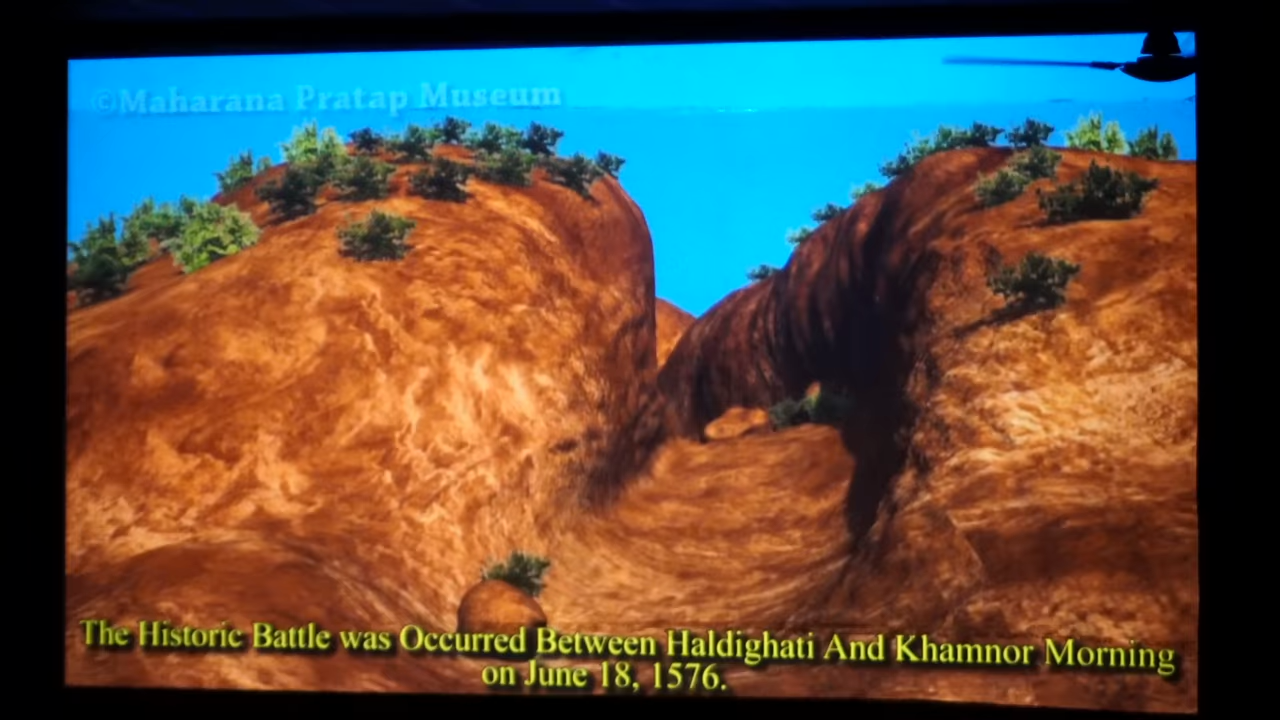 ©Maharana Pratap Museum
The Historic Battle was Occurred Between Haldighati And Khamnor Morning
on June 18, 1576.